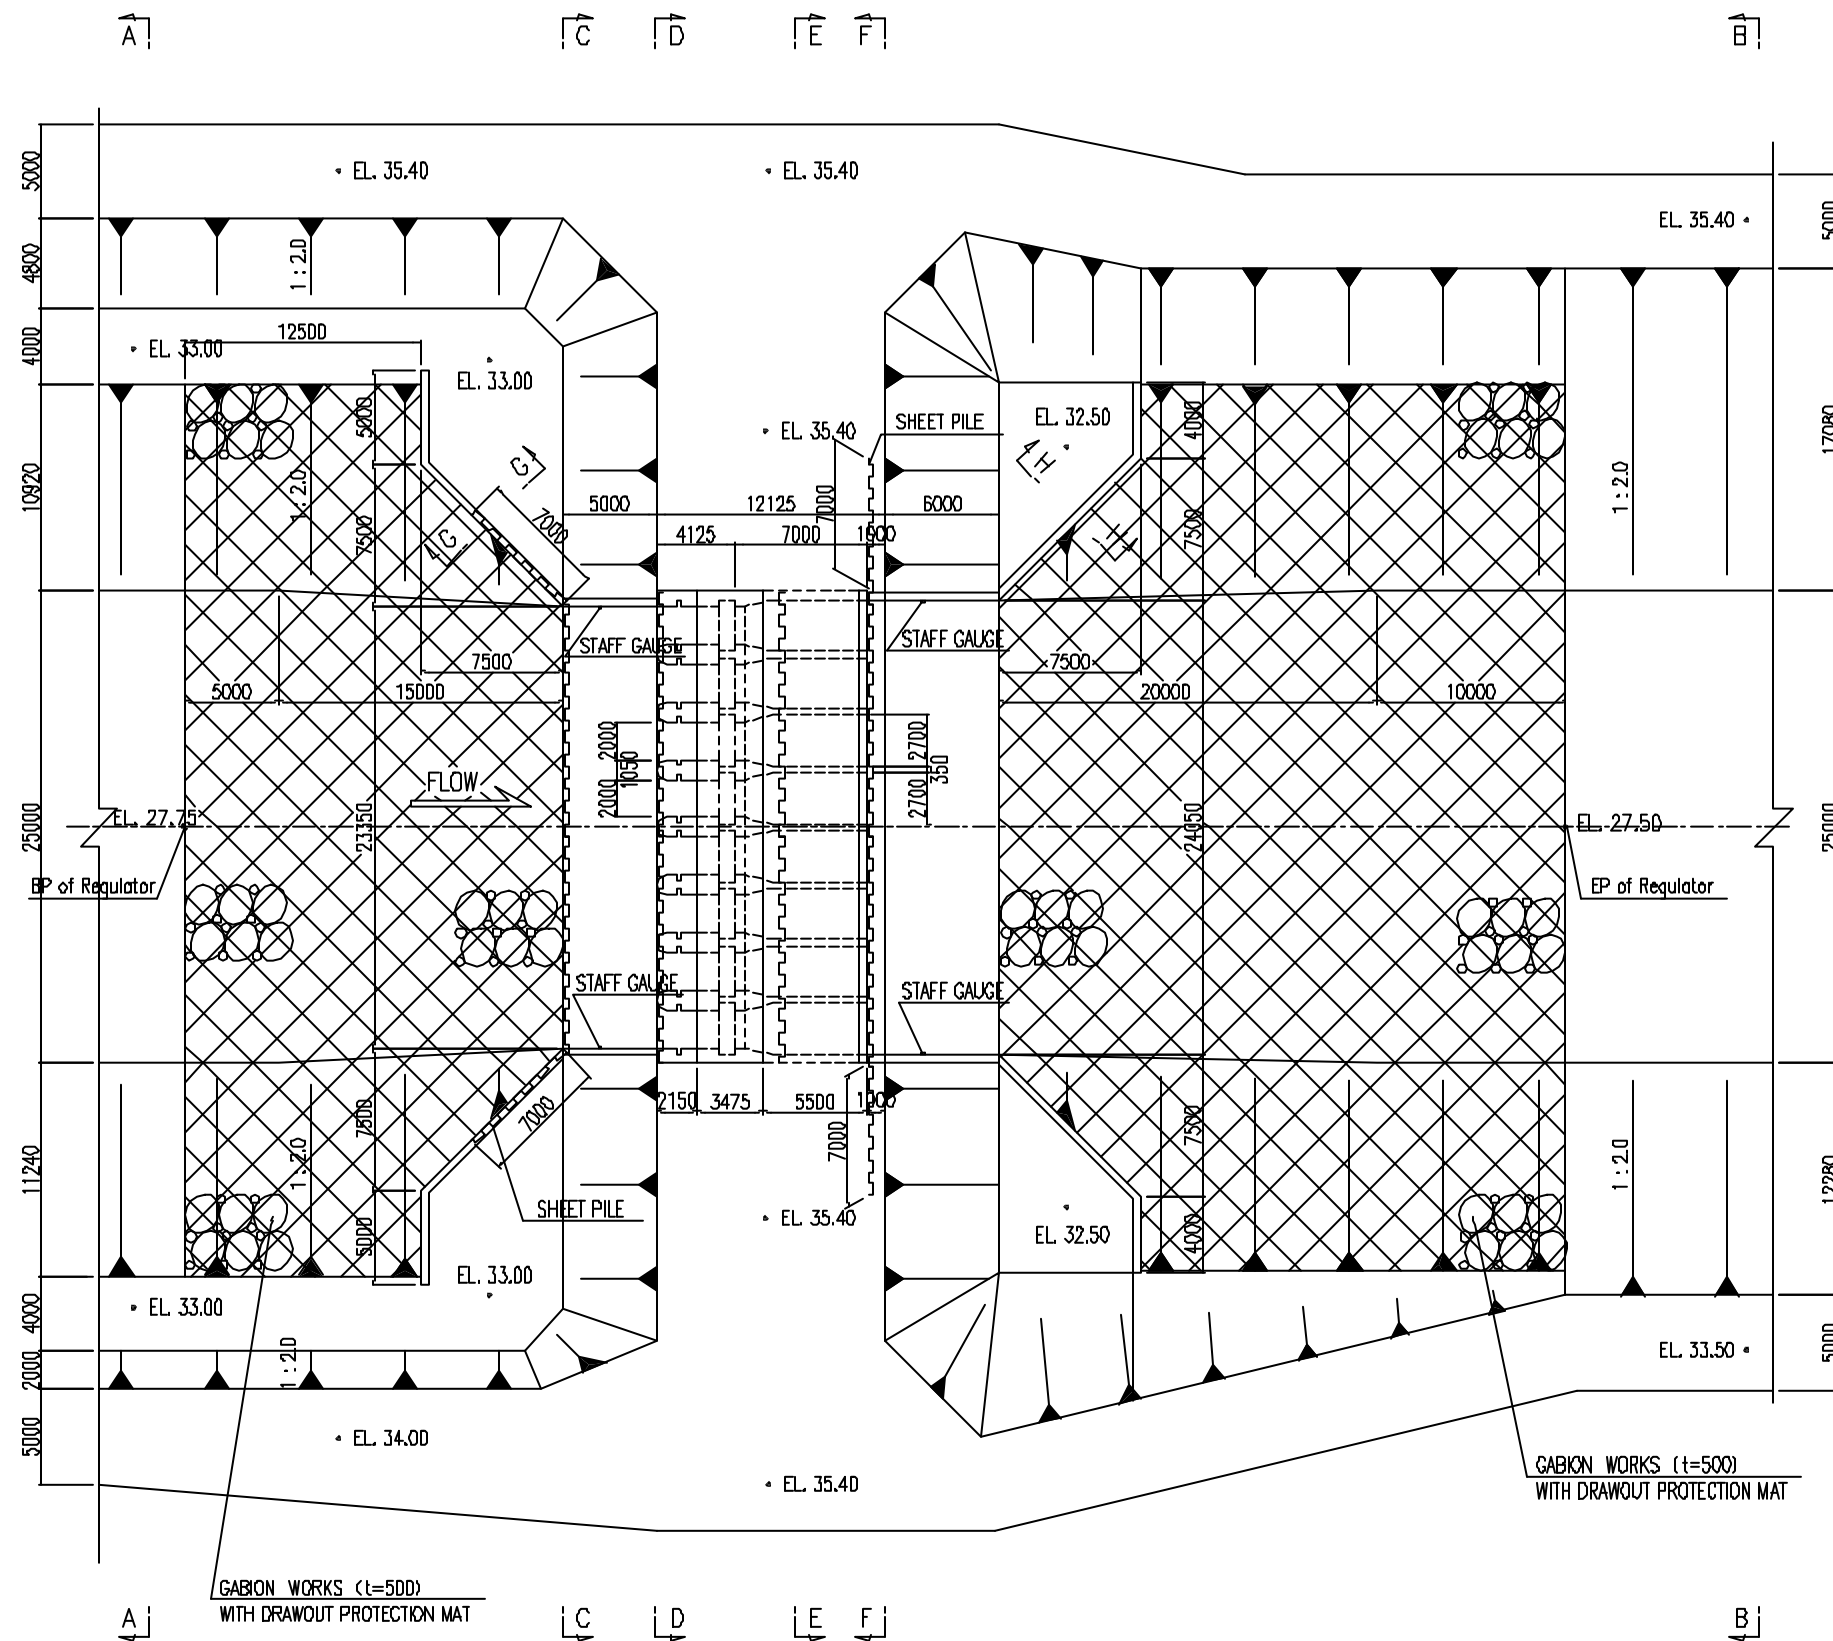 A
C
D
E
F
B
5000
EL. 35.40
EL. 35.40
EL. 35.40
5000
4800
1 : 2.0
4000
12500
EL. 33.00
EL. 33.00
5000
EL. 35.40
SHEET PILE
EL. 32.50
4000
17080
10920
1 : 2.0
G
H
1 : 2.0
7000
5000
12125
7000
6000
7500
G
4125
7000
1000
H
7500
STAFF GAUGE
STAFF GAUGE
7500
7500
5000
15000
20000
10000
2000
2700
1050
350
FLOW
2000
2700
EL. 27.75
25000
23350
24050
EL. 27.50
25000
BP of Regulator
EP of Regulator
STAFF GAUGE
STAFF GAUGE
2150
3475
5500
1000
7500
7000
7500
7000
11240
1 : 2.0
1 : 2.0
12280
SHEET PILE
EL. 35.40
5000
EL. 32.50
4000
EL. 33.00
EL. 33.00
4000
2000
1 : 2.0
EL. 33.50
5000
5000
EL. 34.00
EL. 35.40
GABION WORKS (t=500)
WITH DRAWOUT PROTECTION MAT
GABION WORKS (t=500)
WITH DRAWOUT PROTECTION MAT
A
C
D
E
F
B